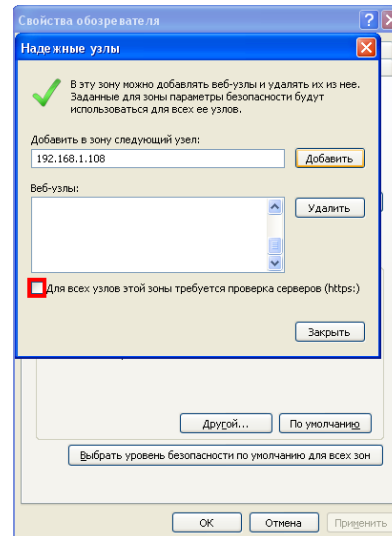 Свойства обозревателя
Надежные узлы
В эту зону можно добавлять веб-узлы и удалять их из нее.
Заданные для зоны параметры безопасности будут
использоваться для всех ее узлов.
Добавить в зону следующий узел:
192.168.1.108
Добавить
Веб-узлы:
Удалить
Для всех узлов этой зоны требуется проверка серверов (https:)
Закрыть
Другой...
По умолчанию
Выбрать уровень безопасности по умолчанию для всех зон
OK
Отмена
Применить